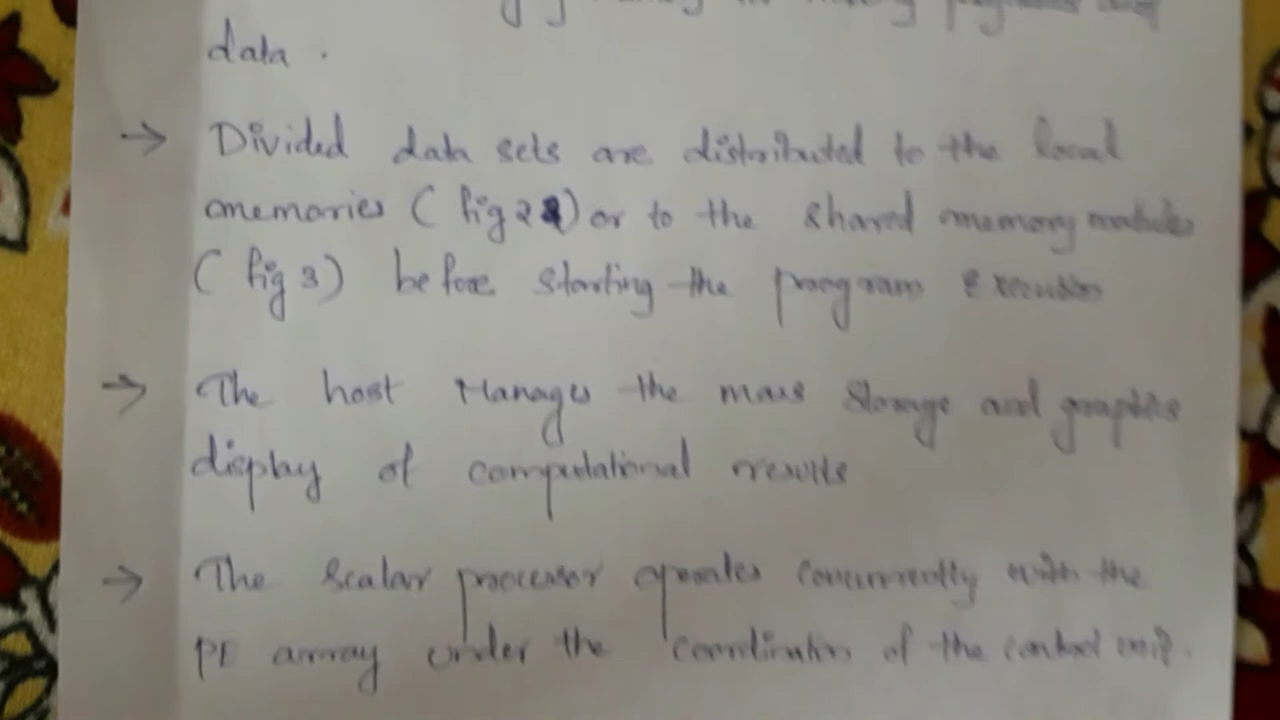 data .
→ Divided data sets are distributed to the local
memories ( fig 2 ) or to the shared memory modules
( fig 3 ) before starting the program Execution
→ The host Manages the mass storage and graphics
display of computational results
→ The Scalar processor operates concurrently with the
PE array under the coordination of the control unit.